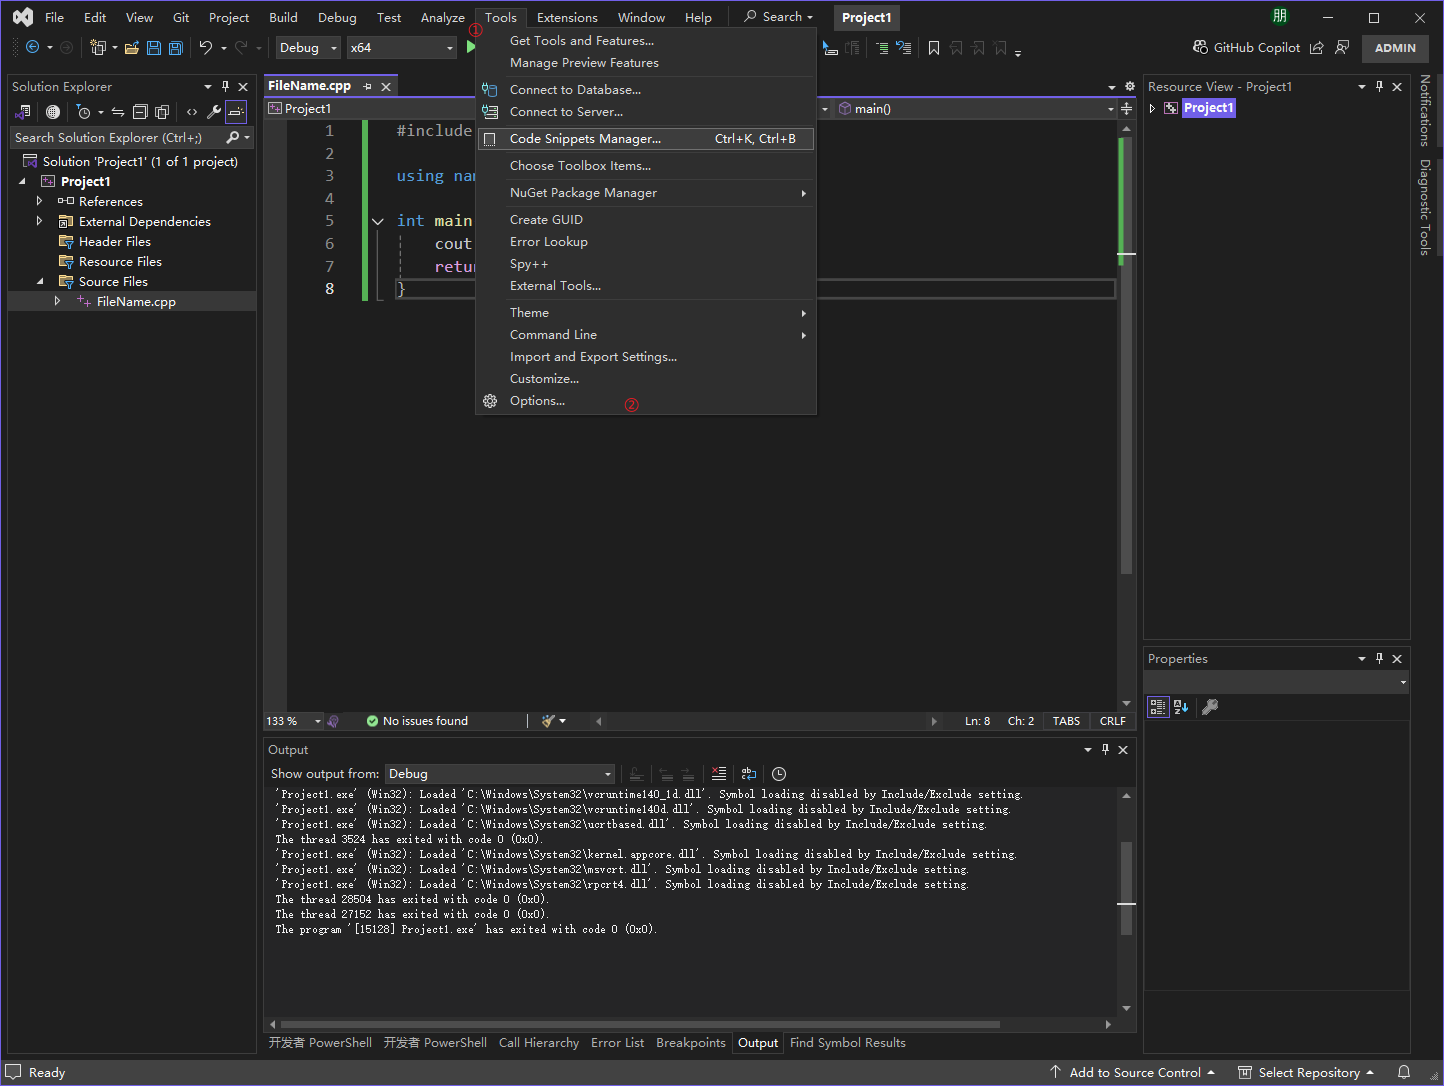 File Edit View Git Project Build Debug Test Analyze Tools Extensions Window Help Search Project1 朋
Debug x64 GitHub Copilot ADMIN
①
Get Tools and Features...
Manage Preview Features
Connect to Database...
Connect to Server...
Code Snippets Manager... Ctrl+K, Ctrl+B
Choose Toolbox Items...
NuGet Package Manager
Create GUID
Error Lookup
Spy++
External Tools...
Theme
Command Line
Import and Export Settings...
Customize...
Options... ②
Solution Explorer
Search Solution Explorer (Ctrl+;)
Solution 'Project1' (1 of 1 project)
Project1
References
External Dependencies
Header Files
Resource Files
Source Files
FileName.cpp
FileName.cpp
Project1 main()
1 #include
2
3 using nan
4
5 int main
6 cout
7 retu
8 }
133 % No issues found Ln: 8 Ch: 2 TABS CRLF
Output
Show output from: Debug
'Project1.exe' (Win32): Loaded 'C:\Windows\System32\vcruntime140_1d.dll'. Symbol loading disabled by Include/Exclude setting.
'Project1.exe' (Win32): Loaded 'C:\Windows\System32\vcruntime140d.dll'. Symbol loading disabled by Include/Exclude setting.
'Project1.exe' (Win32): Loaded 'C:\Windows\System32\ucrtbased.dll'. Symbol loading disabled by Include/Exclude setting.
The thread 3524 has exited with code 0 (0x0).
'Project1.exe' (Win32): Loaded 'C:\Windows\System32\kernel.appcore.dll'. Symbol loading disabled by Include/Exclude setting.
'Project1.exe' (Win32): Loaded 'C:\Windows\System32\msvcrt.dll'. Symbol loading disabled by Include/Exclude setting.
'Project1.exe' (Win32): Loaded 'C:\Windows\System32\rpcrt4.dll'. Symbol loading disabled by Include/Exclude setting.
The thread 28504 has exited with code 0 (0x0).
The thread 27152 has exited with code 0 (0x0).
The program '[15128] Project1.exe' has exited with code 0 (0x0).
开发者 PowerShell 开发者 PowerShell Call Hierarchy Error List Breakpoints Output Find Symbol Results
Resource View - Project1
Project1
Properties
Notifications
Diagnostic Tools
Ready Add to Source Control Select Repository